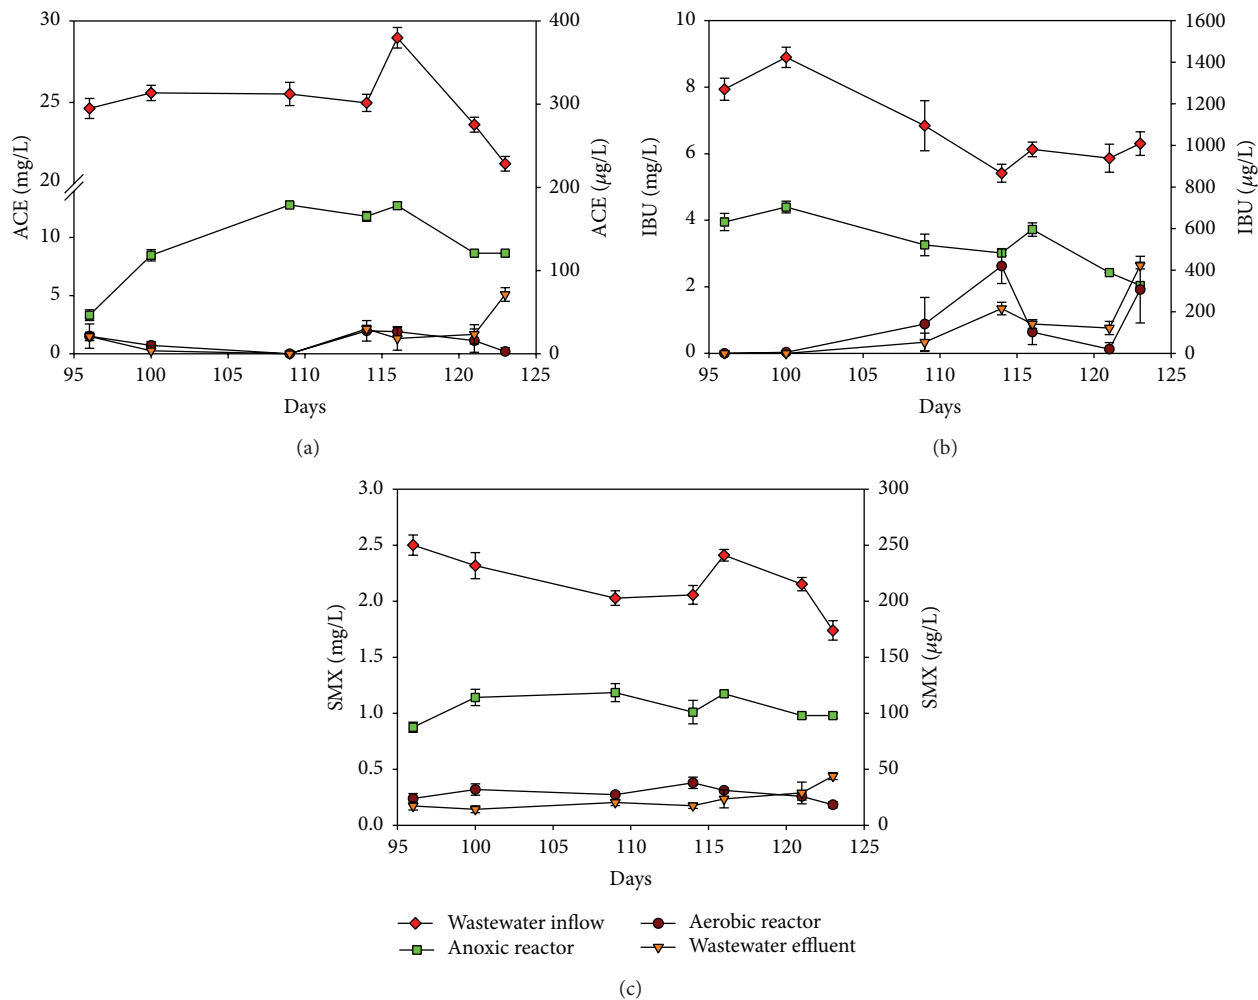 30
25
20
10
5
0
ACE (mg/L)
400
300
200
100
0
ACE (μg/L)
95 100 105 110 115 120 125
Days
(a)
10
8
6
4
2
0
IBU (mg/L)
1600
1400
1200
1000
800
600
400
200
0
IBU (μg/L)
95 100 105 110 115 120 125
Days
(b)
3.0
2.5
2.0
1.5
1.0
0.5
0.0
SMX (mg/L)
300
250
200
150
100
50
0
SMX (μg/L)
95 100 105 110 115 120 125
Days
Wastewater inflow
Anoxic reactor
Aerobic reactor
Wastewater effluent
(c)